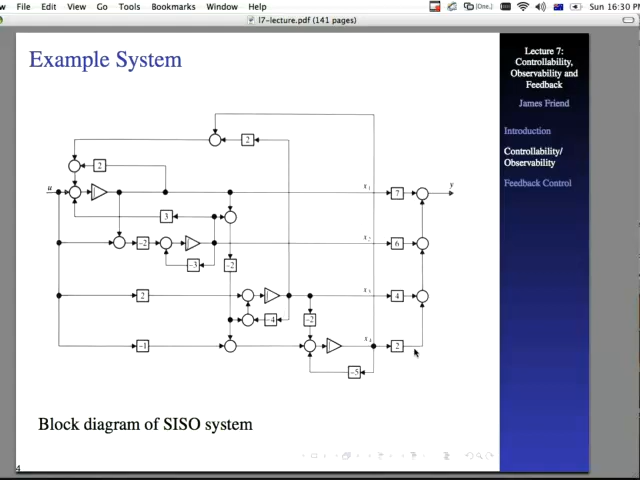 w File Edit View Go Tools Bookmarks Window Help (One.) Sun 16:30 PM
l7-lecture.pdf (141 pages)
Example System
Lecture 7:
Controllability,
Observability and
Feedback
James Friend
Introduction
Controllability/
Observability
Feedback Control
2
2
u
x₁
7
y
3
-2
-3
-2
x₂
6
2
-4
-2
x₃
4
-1
x₄
2
-5
Block diagram of SISO system
4